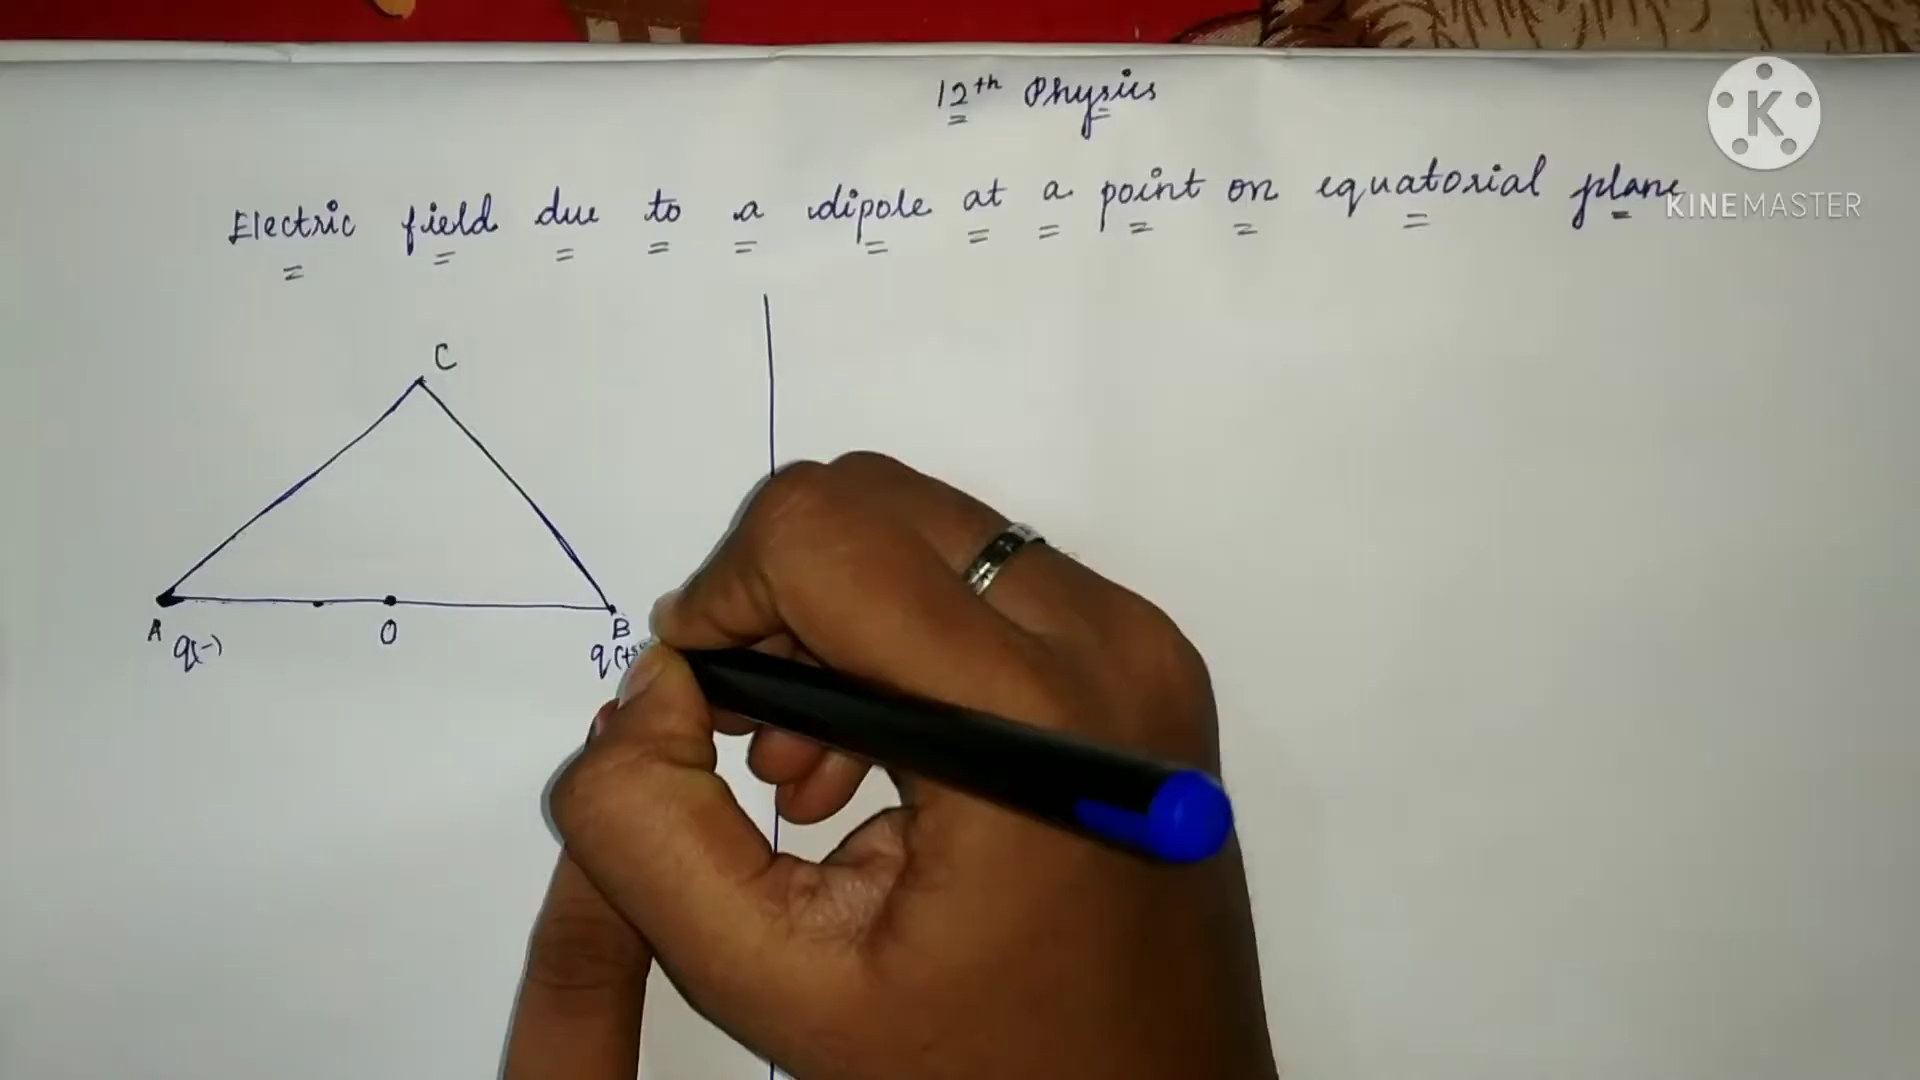 12th Physics
Electric field due to a dipole at a point on equatorial plane
K
KINEMASTER
C
A
O
B
q(-)